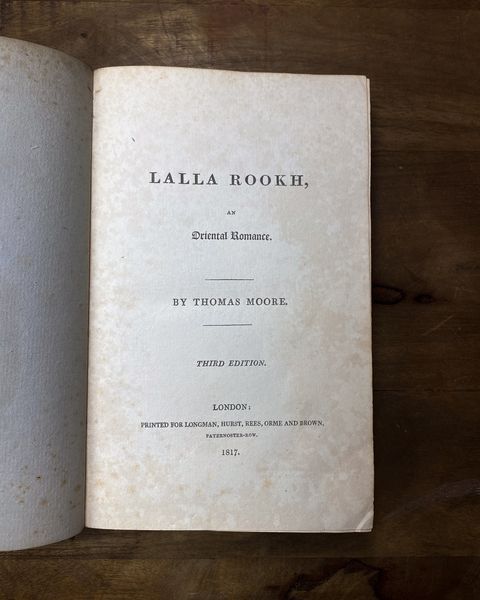 LALLA ROOKH,
AN
Oriental Romance.
BY THOMAS MOORE.
THIRD EDITION.
LONDON:
PRINTED FOR LONGMAN, HURST, REES, ORME AND BROWN,
PATERNOSTER-ROW.
1817.